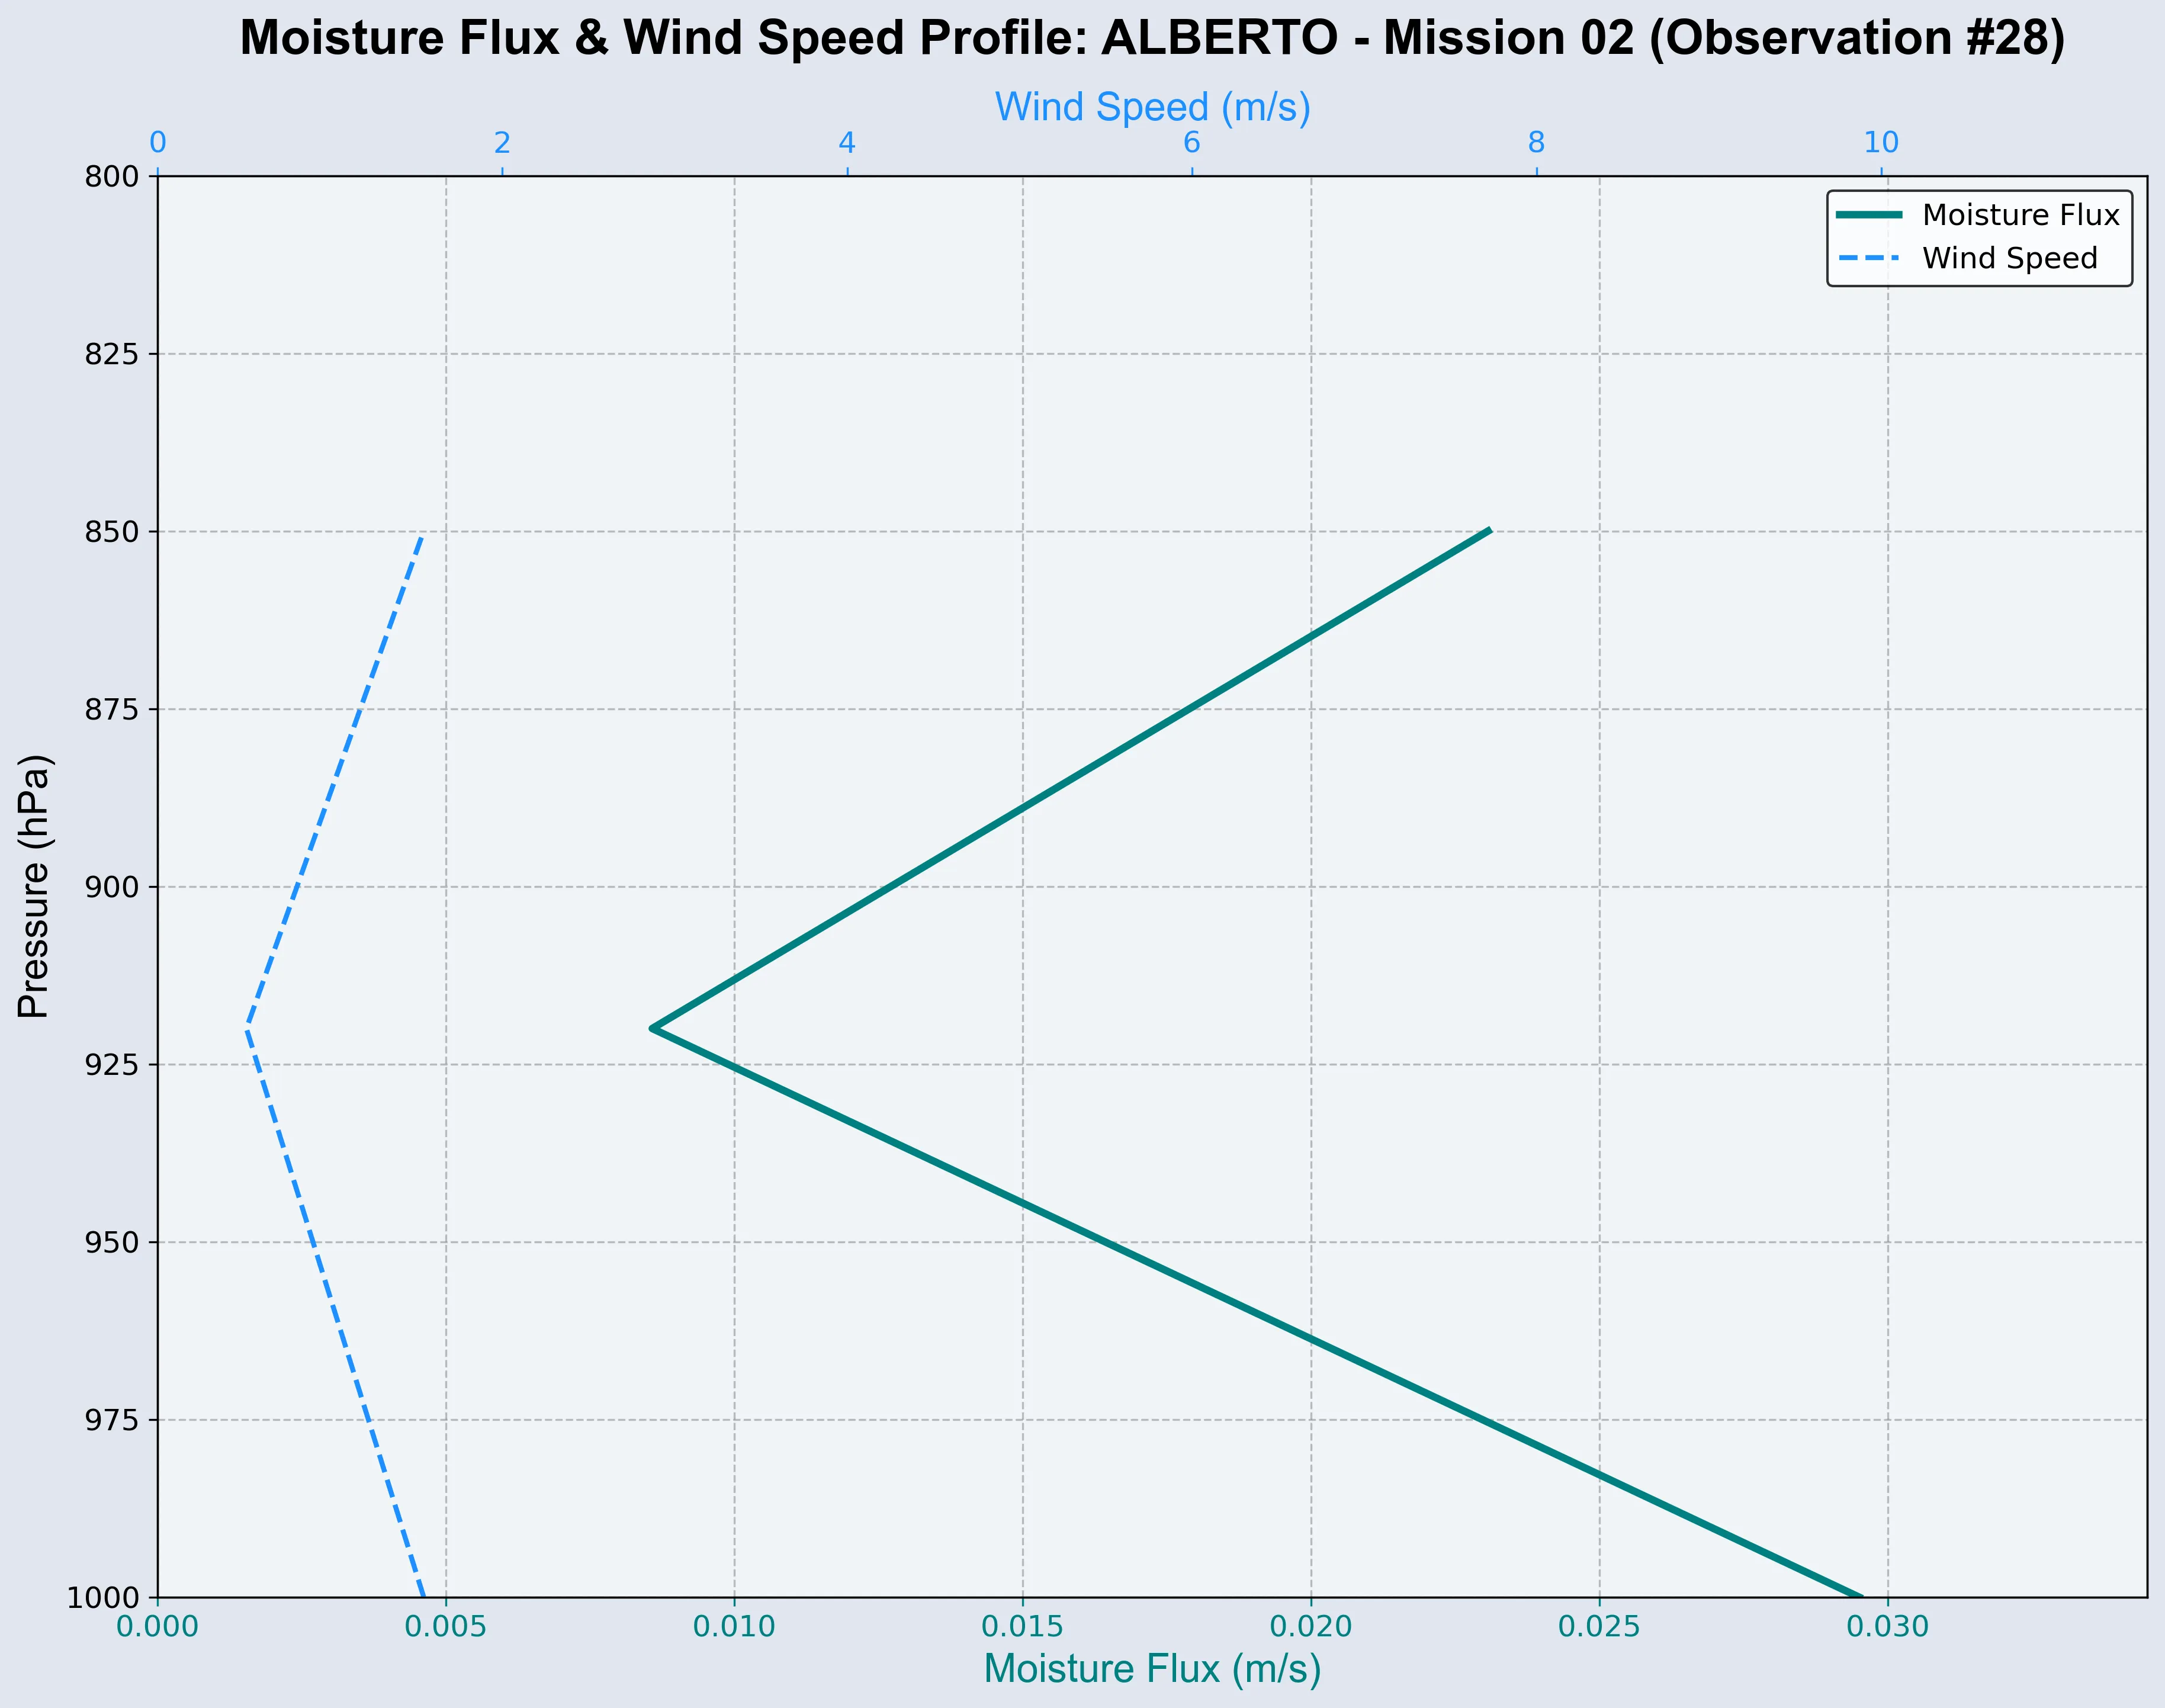 Moisture Flux & Wind Speed Profile: ALBERTO - Mission 02 (Observation #28)
Wind Speed (m/s)
0 2 4 6 8 10
Moisture Flux
Wind Speed
Pressure (hPa)
800
825
850
875
900
925
950
975
1000
0.000 0.005 0.010 0.015 0.020 0.025 0.030
Moisture Flux (m/s)